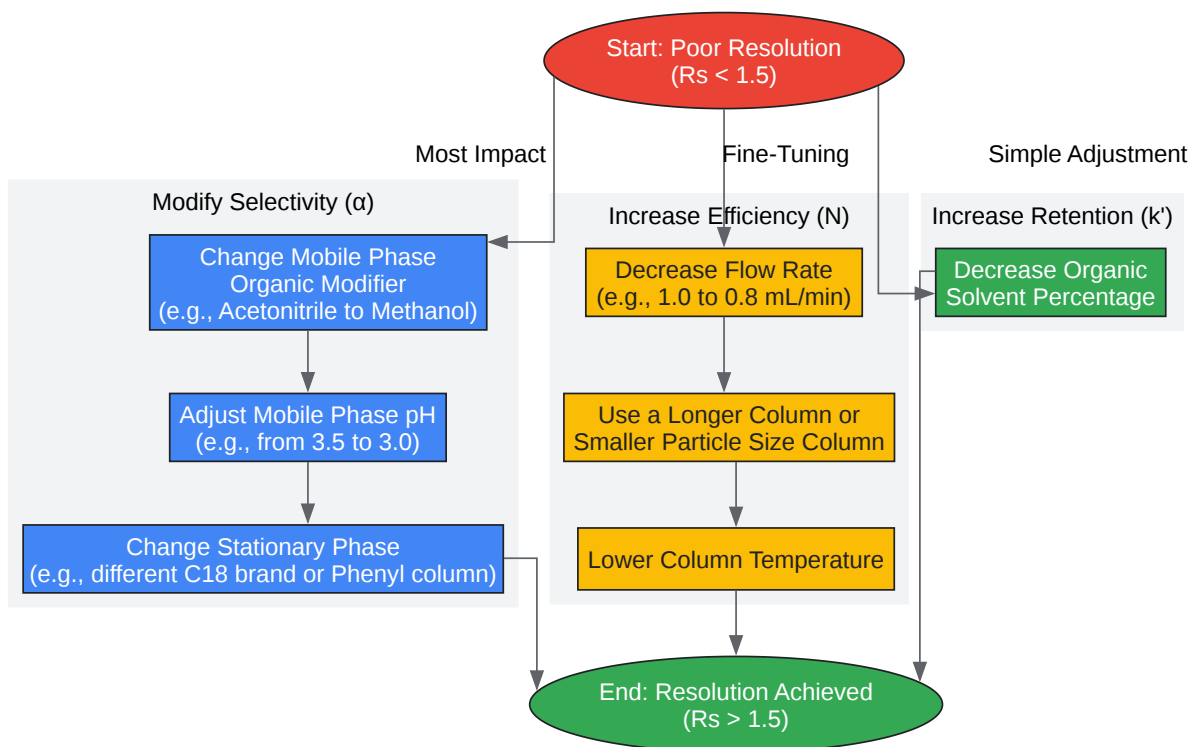 Start: Poor Resolution
(Rs < 1.5)
Most Impact
Fine-Tuning
Simple Adjustment
Modify Selectivity (α)
Change Mobile Phase
Organic Modifier
(e.g., Acetonitrile to Methanol)
Adjust Mobile Phase pH
(e.g., from 3.5 to 3.0)
Change Stationary Phase
(e.g., different C18 brand or Phenyl column)
Increase Efficiency (N)
Decrease Flow Rate
(e.g., 1.0 to 0.8 mL/min)
Use a Longer Column or
Smaller Particle Size Column
Lower Column Temperature
Increase Retention (k')
Decrease Organic
Solvent Percentage
End: Resolution Achieved
(Rs > 1.5)